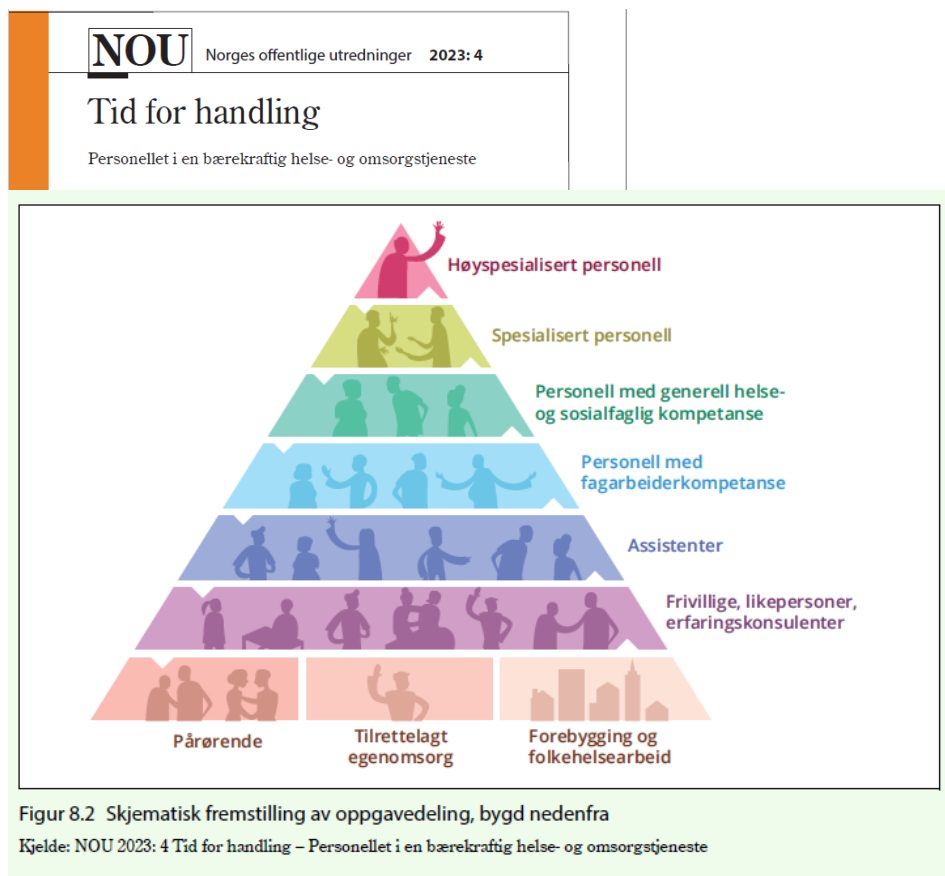 NOU Norges offentlige utredninger 2023: 4
Tid for handling
Personellet i en bærekraftig helse- og omsorgstjeneste
Høyspesialisert personell
Spesialisert personell
Personell med generell helse-
og sosialfaglig kompetanse
Personell med
fagarbeiderkompetanse
Assistenter
Frivillige, likepersoner,
erfaringskonsulenter
Pårørende
Tilrettelagt
egenomsorg
Forebygging og
folkehelsearbeid
Figur 8.2 Skjematisk fremstilling av oppgavedeling, bygd nedenfra
Kjelde: NOU 2023: 4 Tid for handling – Personellet i en bærekraftig helse- og omsorgstjeneste